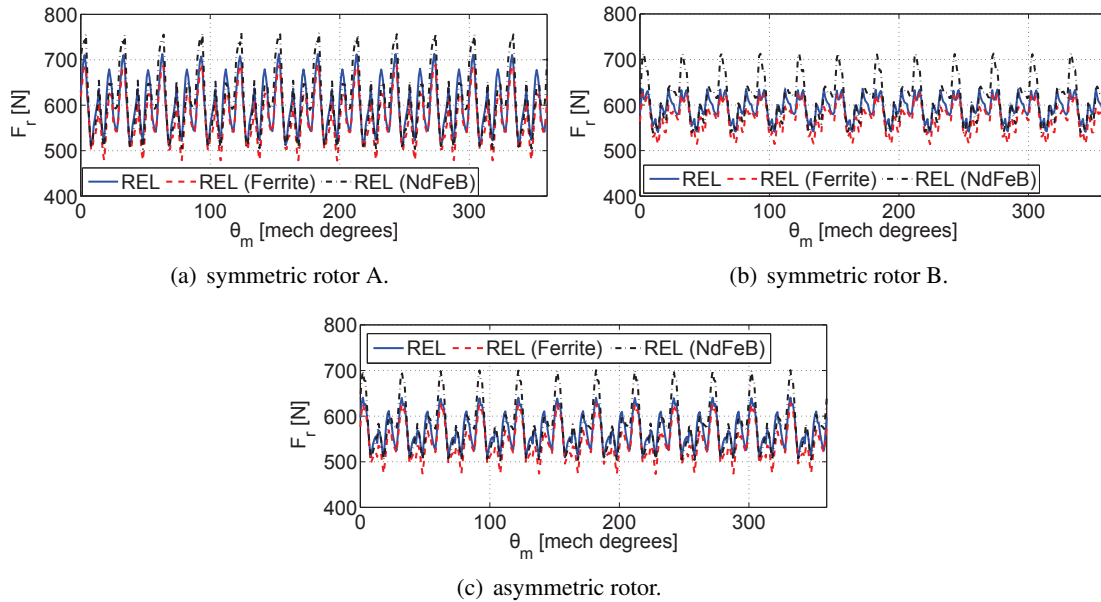 800
700
600
500
400
F_r [N]
REL REL (Ferrite) REL (NdFeB)
0 100 200 300
θ_m [mech degrees]
(a) symmetric rotor A.
800
700
600
500
400
F_r [N]
REL REL (Ferrite) REL (NdFeB)
0 100 200 300
θ_m [mech degrees]
(b) symmetric rotor B.
800
700
600
500
400
F_r [N]
REL REL (Ferrite) REL (NdFeB)
0 100 200 300
θ_m [mech degrees]
(c) asymmetric rotor.